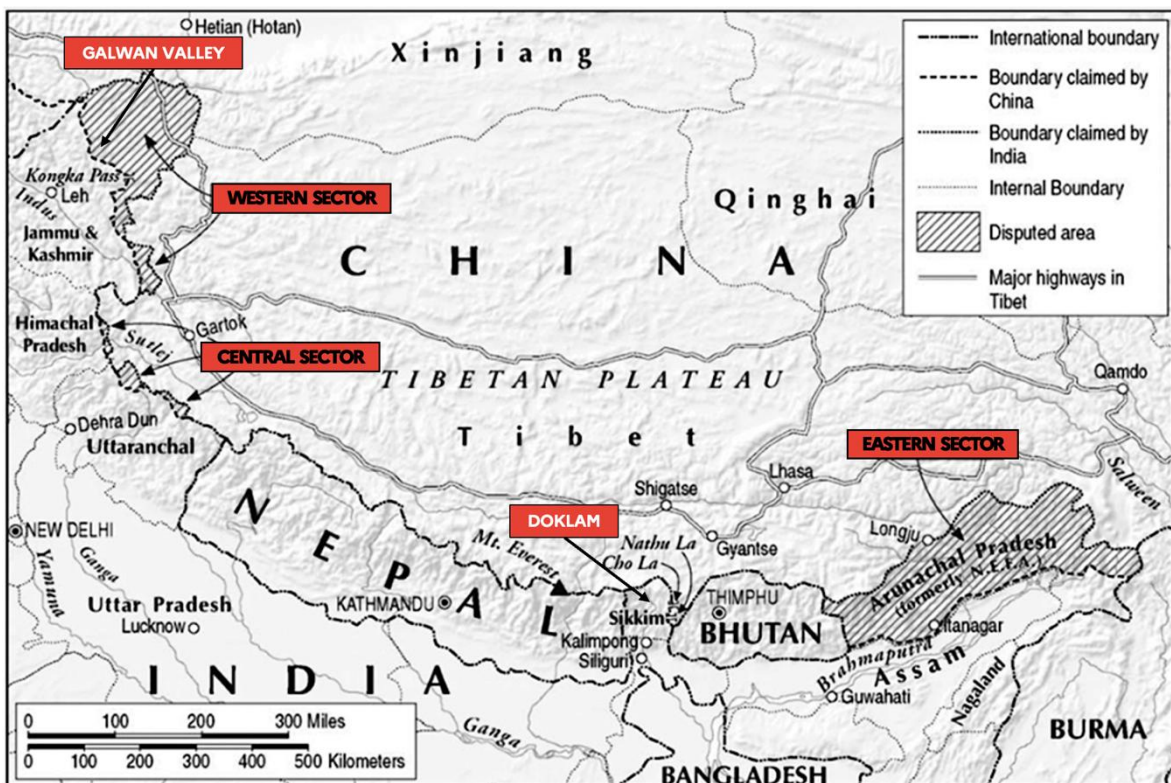 Hetian (Hotan)
GALWAN VALLEY
Xinjiang
International boundary
Boundary claimed by
China
Boundary claimed by
India
Internal Boundary
Disputed area
Major highways in
Tibet
Kongka Pass
Leh
Indus
WESTERN SECTOR
Jammu &
Kashmir
Qinghai
CHINA
Himachal
Pradesh
Gartok
Sutlej
CENTRAL SECTOR
TIBETAN PLATEAU
Tibet
Qamdo
Dehra Dun
Uttaranchal
EASTERN SECTOR
Salween
Lhasa
Shigatse
Gyantse
DOKLAM
Longju
NEW DELHI
NEPAL
Mt. Everest
Nathu La
Cho La
Arunachal Pradesh
(formerly N.E.F.A.)
Yamuna
Ganga
Uttar Pradesh
Lucknow
KATHMANDU
Sikkim
THIMPHU
BHUTAN
Itanagar
Kalimpong
Siliguri
Brahmaputra
Assam
Guwahati
Nagaland
INDIA
BURMA
0 100 200 300 Miles
0 100 200 300 400 500 Kilometers
Ganga
BANGLADESH